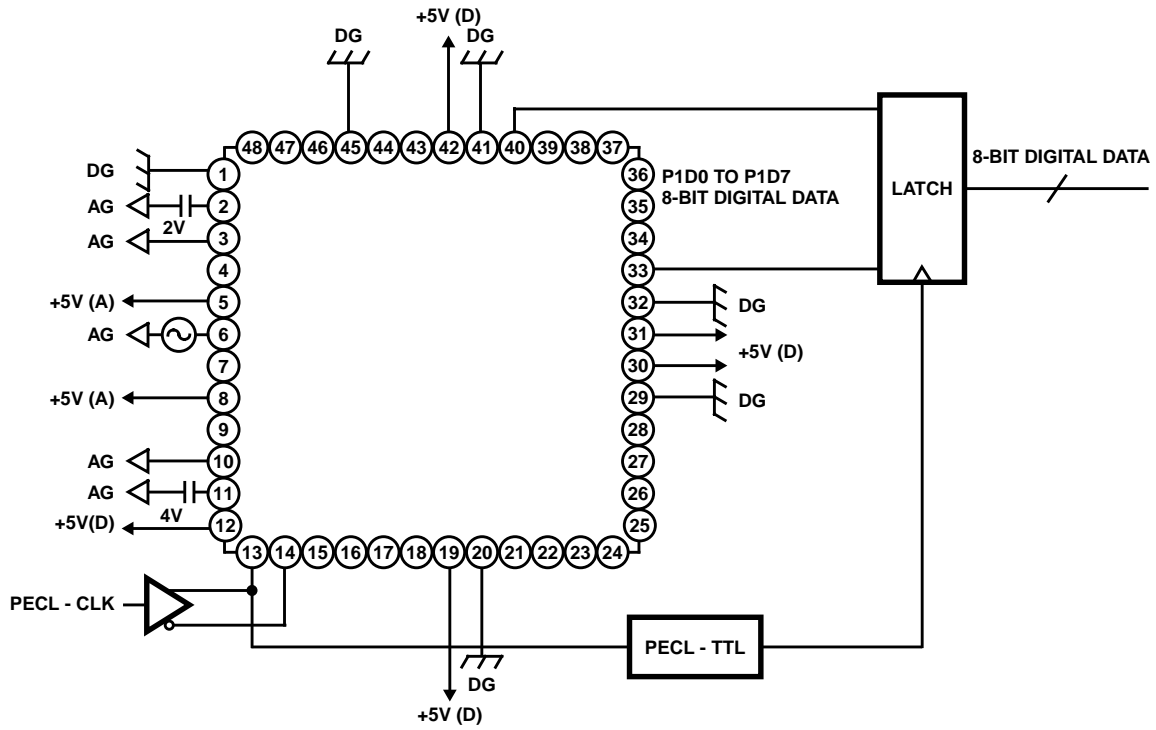 +5V (D)
DG
DG
48 47 46 45 44 43 42 41 40 39 38 37
8-BIT DIGITAL DATA
LATCH
DG
1
36
P1D0 TO P1D7
8-BIT DIGITAL DATA
AG
2V
2
35
AG
3
34
4
33
+5V (A)
5
32
DG
AG
6
31
+5V (D)
7
30
+5V (A)
8
29
DG
9
28
AG
10
27
AG
4V
11
26
+5V(D)
12
25
13 14 15 16 17 18 19 20 21 22 23 24
PECL - CLK
PECL - TTL
DG
+5V (D)